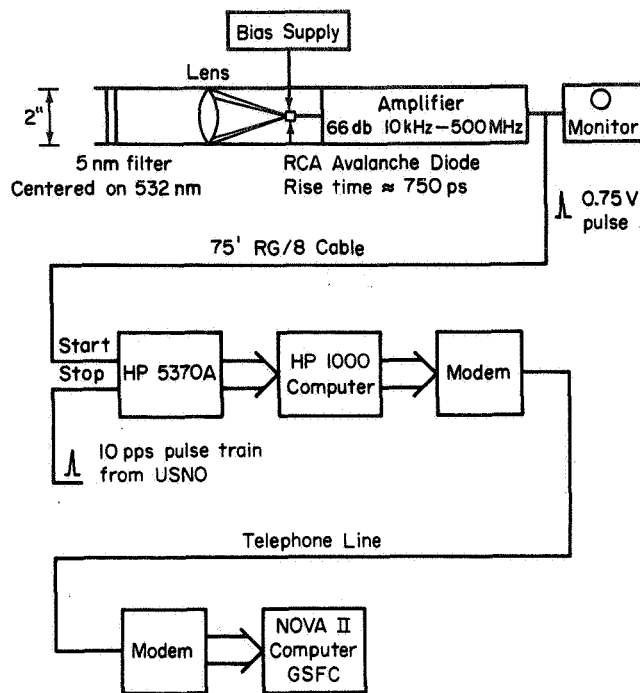 Bias Supply
Lens
2"
Amplifier
66 db 10 kHz – 500 MHz
Monitor
5 nm filter
Centered on 532 nm
RCA Avalanche Diode
Rise time ≈ 750 ps
0.75 V
pulse
75' RG/8 Cable
Start
Stop
HP 5370A
HP 1000
Computer
Modem
10 pps pulse train
from USNO
Telephone Line
Modem
NOVA II
Computer
GSFC